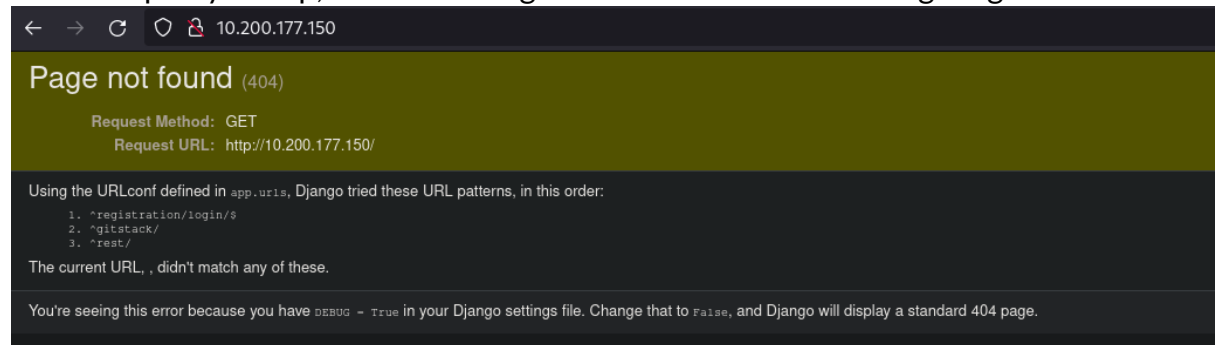 10.200.177.150
Page not found (404)
Request Method: GET
Request URL: http://10.200.177.150/
Using the URLconf defined in app.urls, Django tried these URL patterns, in this order:
1. ^registration/login/$
2. ^gitstack/
3. ^rest/
The current URL, , didn't match any of these.
You're seeing this error because you have DEBUG = True in your Django settings file. Change that to False, and Django will display a standard 404 page.